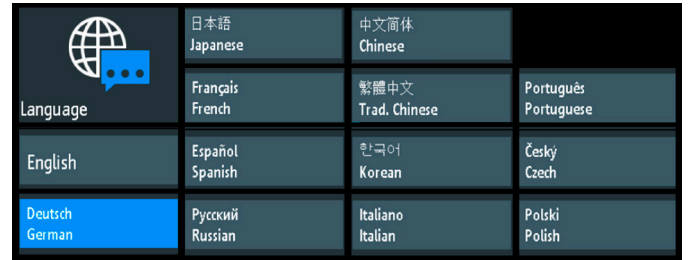 Language
日本語
Japanese
中文简体
Chinese
Français
French
繁體中文
Trad. Chinese
Português
Portuguese
English
Español
Spanish
한국어
Korean
Český
Czech
Deutsch
German
Русский
Russian
Italiano
Italian
Polski
Polish